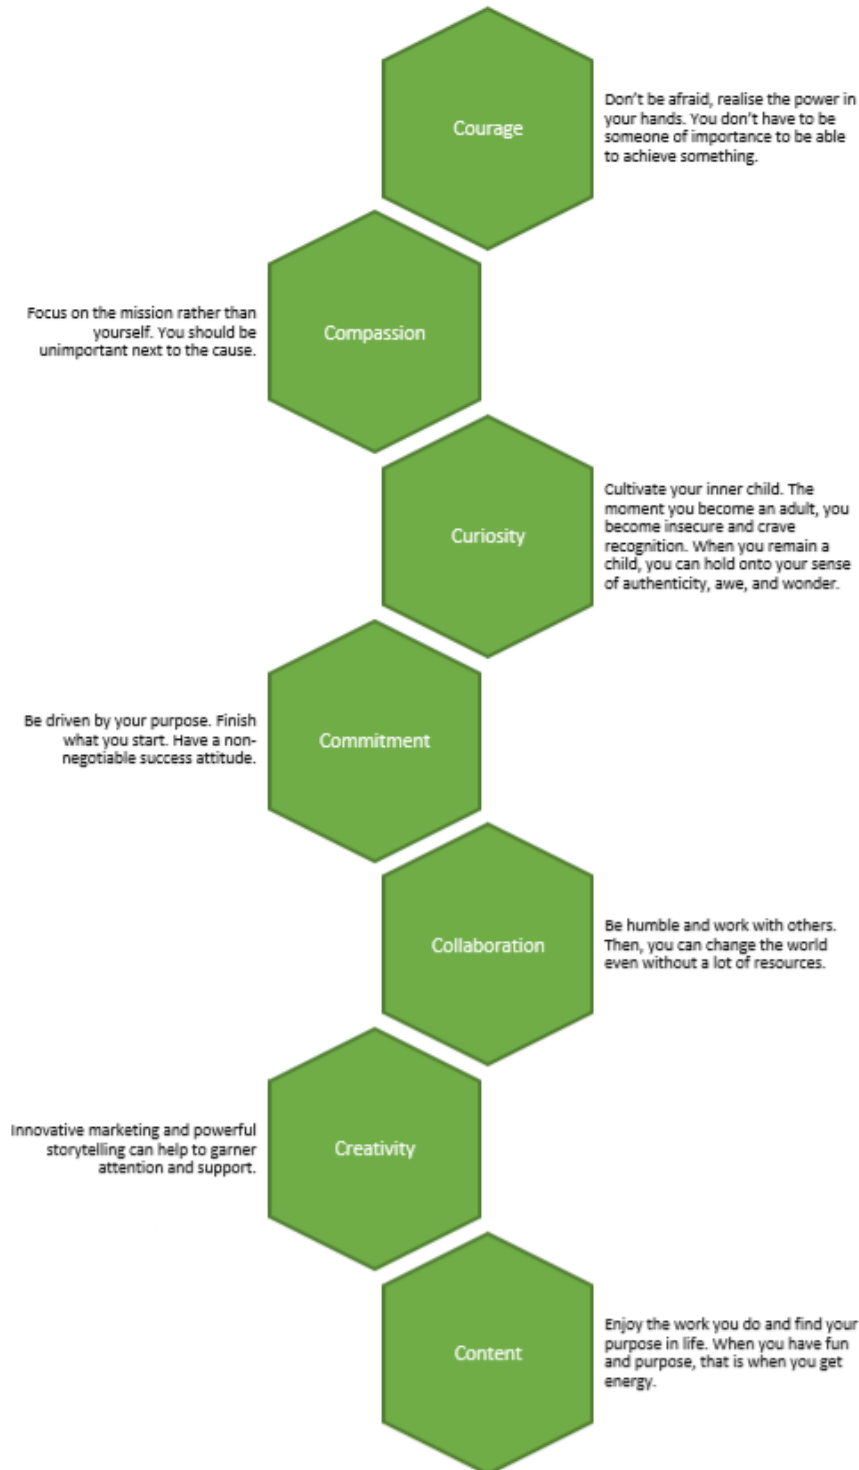 Courage
Don't be afraid, realise the power in
your hands. You don't have to be
someone of importance to be able
to achieve something.
Focus on the mission rather than
yourself. You should be
unimportant next to the cause.
Compassion
Curiosity
Cultivate your inner child. The
moment you become an adult, you
become insecure and crave
recognition. When you remain a
child, you can hold onto your sense
of authenticity, awe, and wonder.
Be driven by your purpose. Finish
what you start. Have a non-
negotiable success attitude.
Commitment
Collaboration
Be humble and work with others.
Then, you can change the world
even without a lot of resources.
Innovative marketing and powerful
storytelling can help to garner
attention and support.
Creativity
Content
Enjoy the work you do and find your
purpose in life. When you have fun
and purpose, that is when you get
energy.